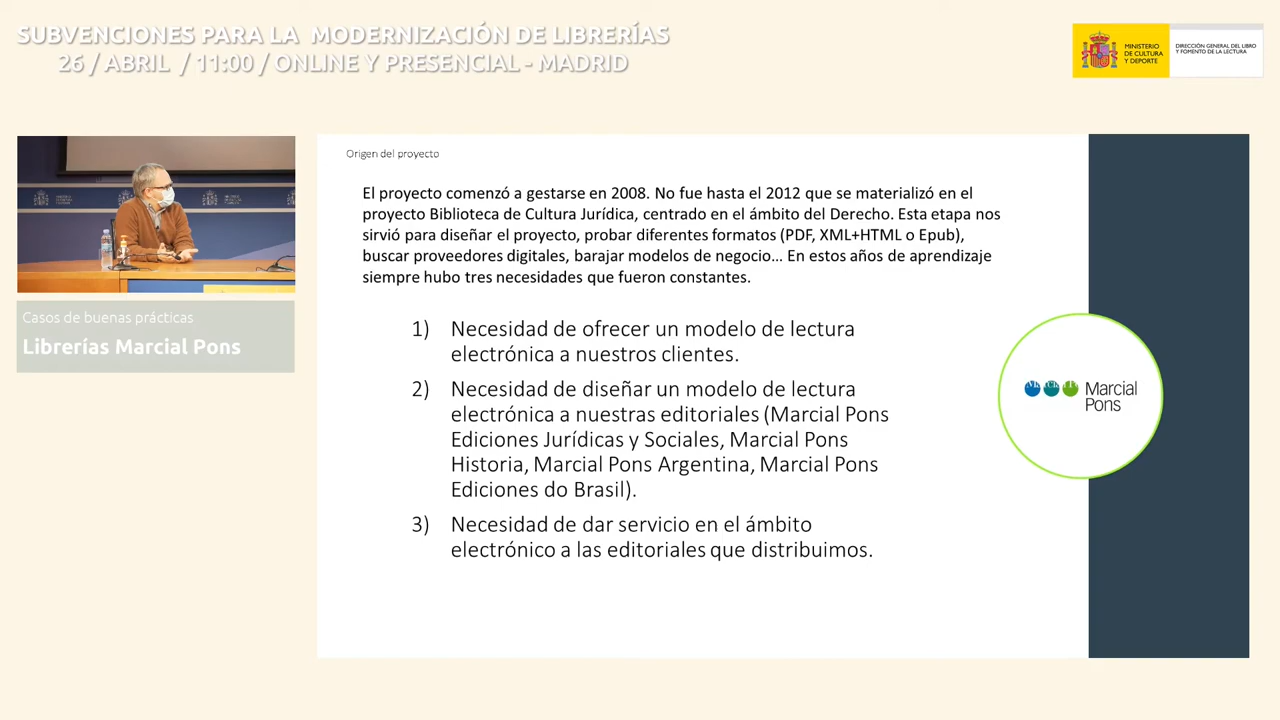 SUBVENCIONES PARA LA MODERNIZACIÓN DE LIBRERÍAS
26 / ABRIL / 11:00 / ONLINE Y PRESENCIAL - MADRID
MINISTERIO
DE CULTURA
Y DEPORTE
DIRECCIÓN GENERAL DEL LIBRO
Y FOMENTO DE LA LECTURA
Origen del proyecto
El proyecto comenzó a gestarse en 2008. No fue hasta el 2012 que se materializó en el
proyecto Biblioteca de Cultura Jurídica, centrado en el ámbito del Derecho. Esta etapa nos
sirvió para diseñar el proyecto, probar diferentes formatos (PDF, XML+HTML o Epub),
buscar proveedores digitales, barajar modelos de negocio... En estos años de aprendizaje
siempre hubo tres necesidades que fueron constantes.
1) Necesidad de ofrecer un modelo de lectura
electrónica a nuestros clientes.
2) Necesidad de diseñar un modelo de lectura
electrónica a nuestras editoriales (Marcial Pons
Ediciones Jurídicas y Sociales, Marcial Pons
Historia, Marcial Pons Argentina, Marcial Pons
Ediciones do Brasil).
3) Necesidad de dar servicio en el ámbito
electrónico a las editoriales que distribuimos.
Marcial
Pons
Casos de buenas prácticas
Librerías Marcial Pons